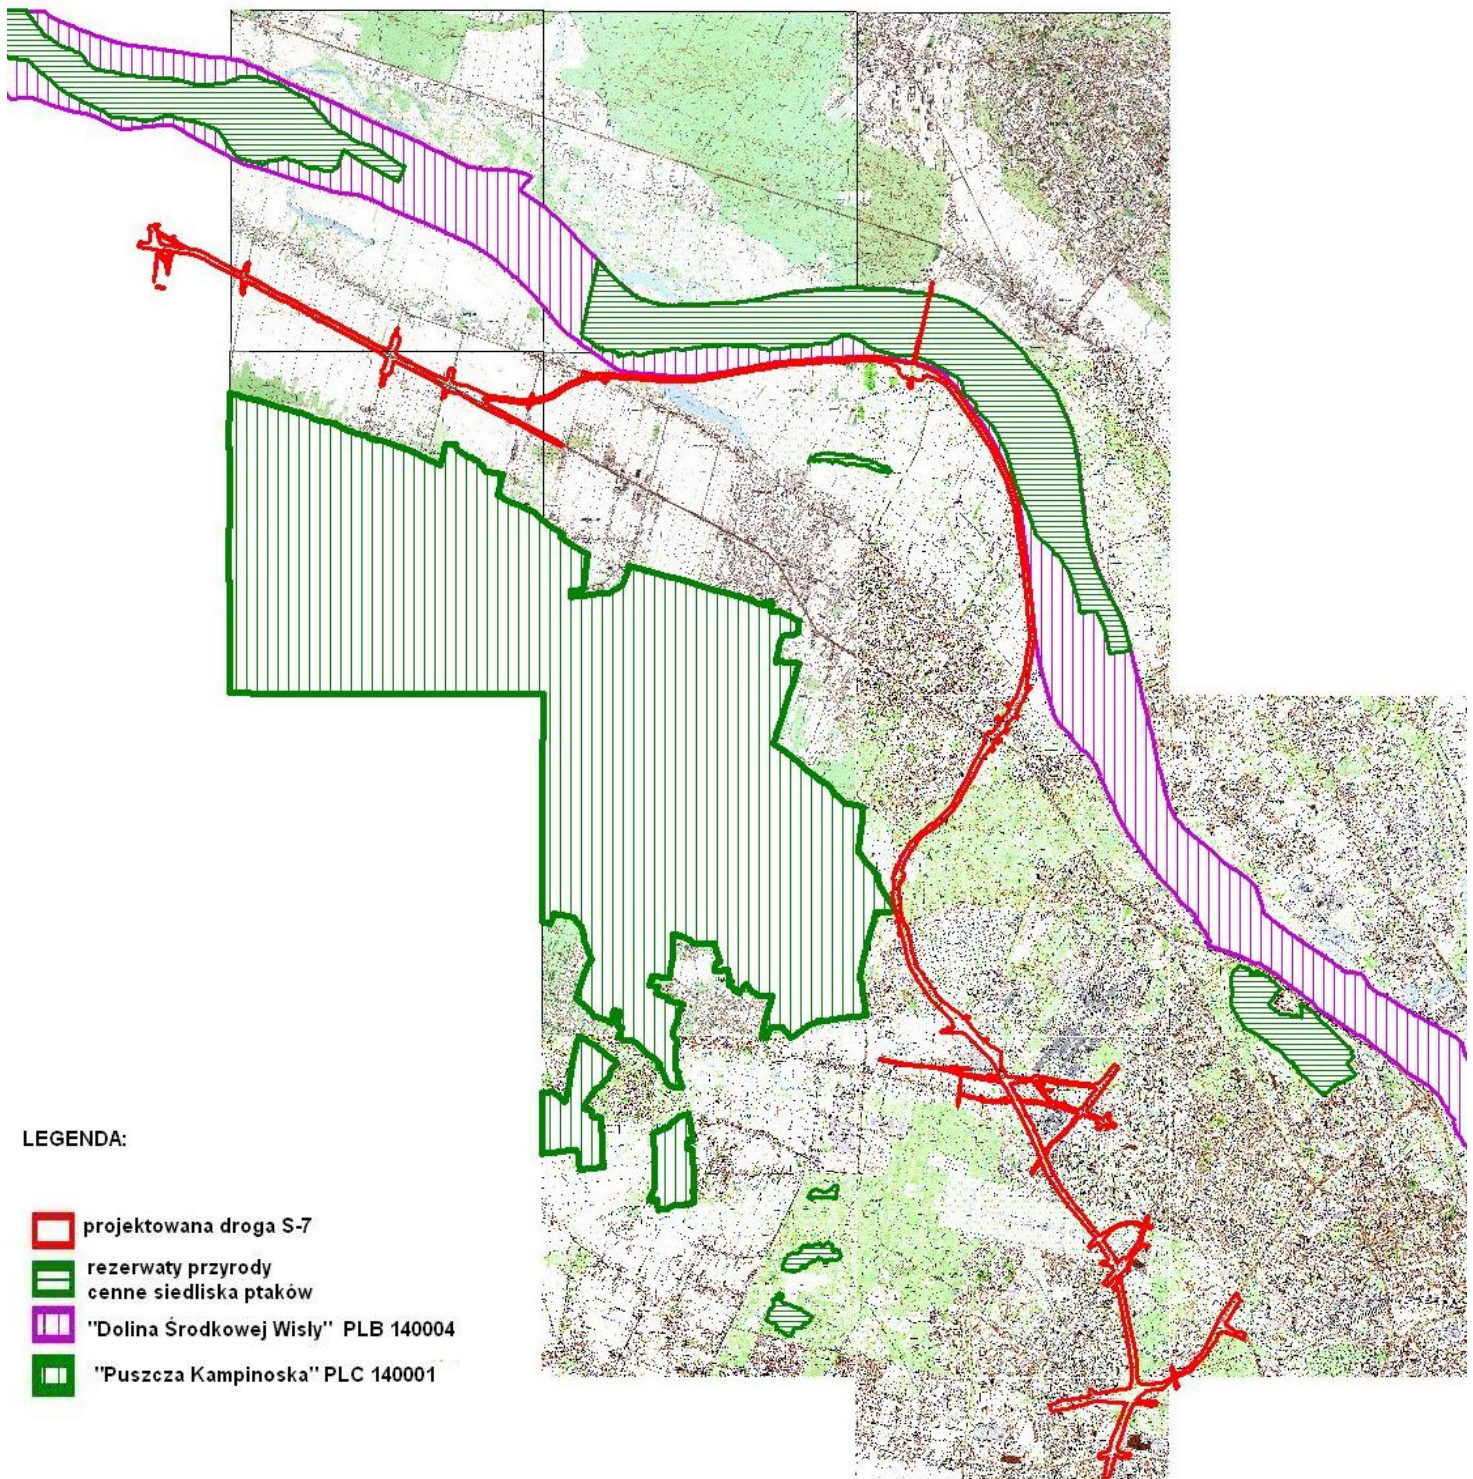 LEGENDA:
projektowana droga S-7
rezerwaty przyrody
cenne siedliska ptaków
"Dolina Środkowej Wisły" PLB 140004
"Puszcza Kampinoska" PLC 140001